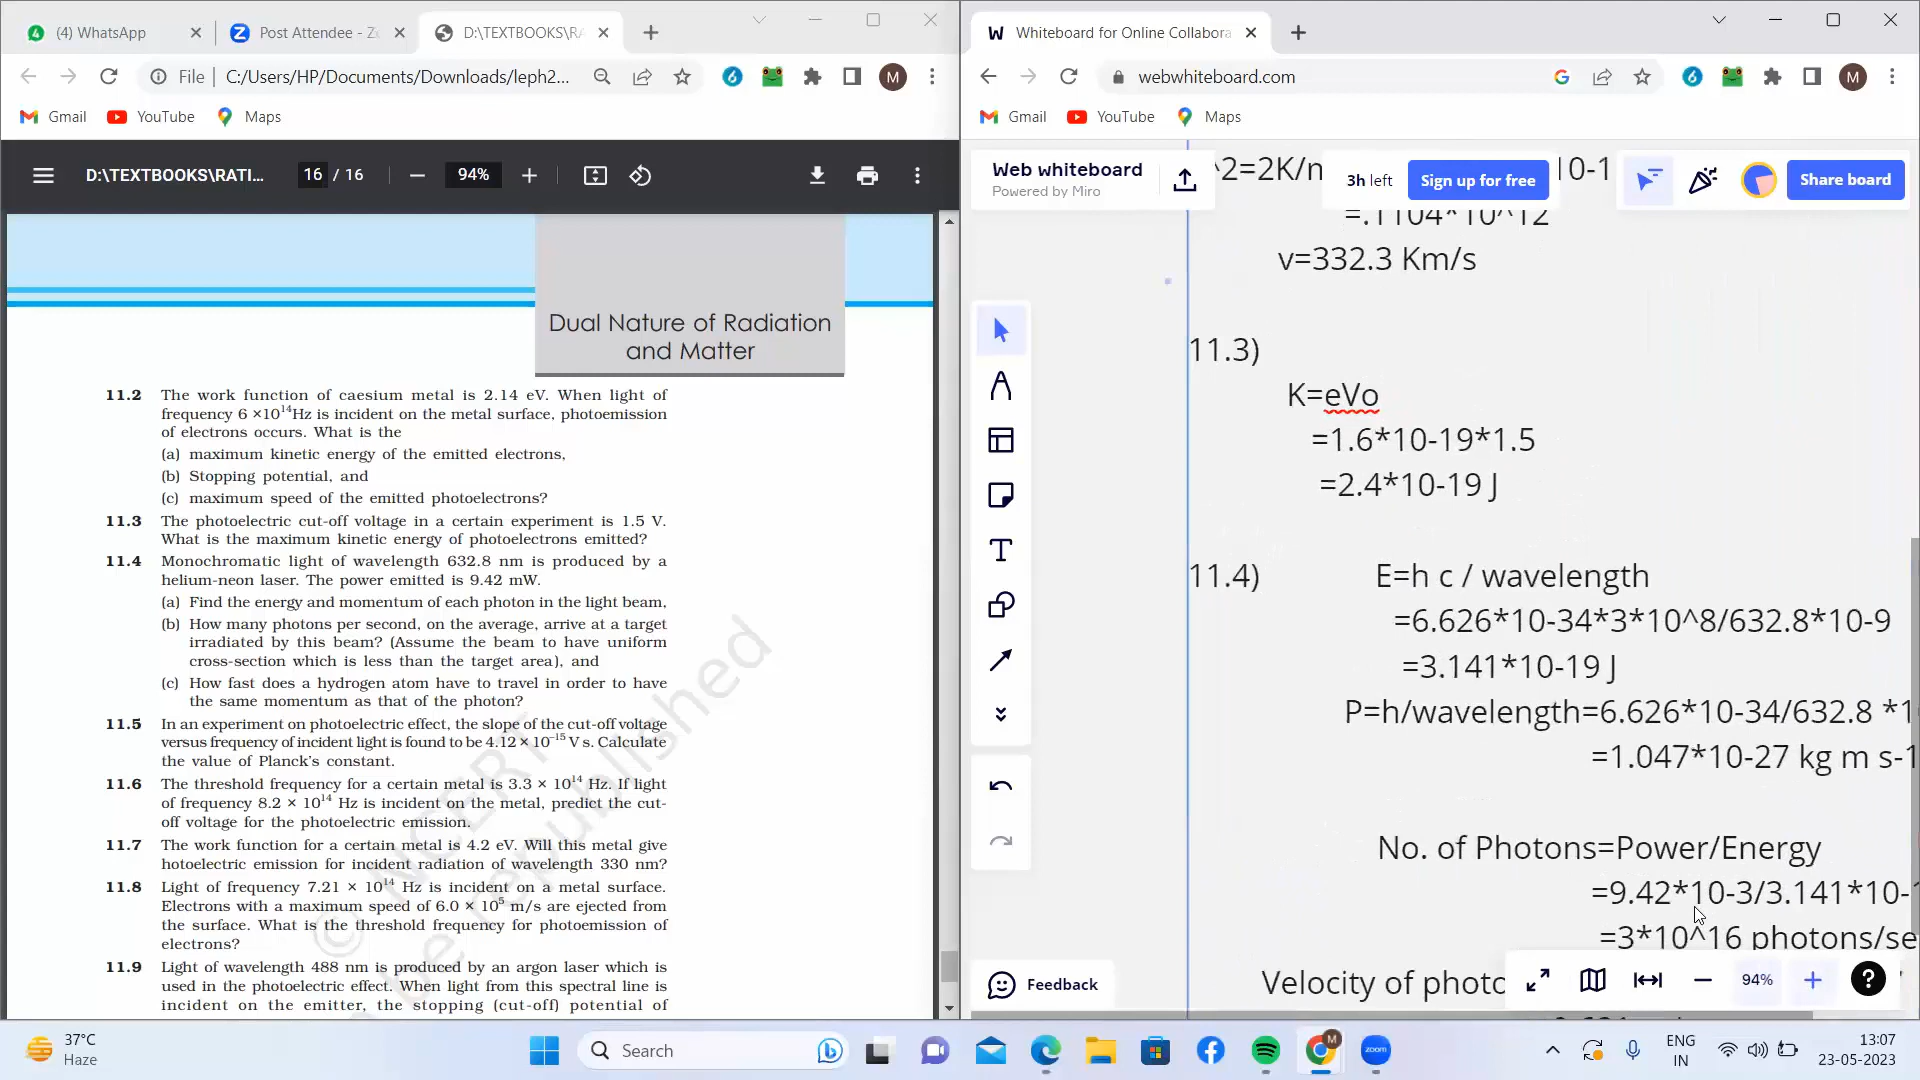 (4) WhatsApp
Post Attendee - Zo
D:\TEXTBOOKS\RA
File
C:/Users/HP/Documents/Downloads/leph2...
M
Gmail
YouTube
Maps
D:\TEXTBOOKS\RATI...
16 / 16
94%
Dual Nature of Radiation
and Matter
11.2 The work function of caesium metal is 2.14 eV. When light of
frequency 6 ×10¹⁴Hz is incident on the metal surface, photoemission
of electrons occurs. What is the
(a) maximum kinetic energy of the emitted electrons,
(b) Stopping potential, and
(c) maximum speed of the emitted photoelectrons?
11.3 The photoelectric cut-off voltage in a certain experiment is 1.5 V.
What is the maximum kinetic energy of photoelectrons emitted?
11.4 Monochromatic light of wavelength 632.8 nm is produced by a
helium-neon laser. The power emitted is 9.42 mW.
(a) Find the energy and momentum of each photon in the light beam,
(b) How many photons per second, on the average, arrive at a target
irradiated by this beam? (Assume the beam to have uniform
cross-section which is less than the target area), and
(c) How fast does a hydrogen atom have to travel in order to have
the same momentum as that of the photon?
11.5 In an experiment on photoelectric effect, the slope of the cut-off voltage
versus frequency of incident light is found to be 4.12 × 10⁻¹⁵ V s. Calculate
the value of Planck's constant.
11.6 The threshold frequency for a certain metal is 3.3 × 10¹⁴ Hz. If light
of frequency 8.2 × 10¹⁴ Hz is incident on the metal, predict the cut-
off voltage for the photoelectric emission.
11.7 The work function for a certain metal is 4.2 eV. Will this metal give
hotoelectric emission for incident radiation of wavelength 330 nm?
11.8 Light of frequency 7.21 × 10¹⁴ Hz is incident on a metal surface.
Electrons with a maximum speed of 6.0 × 10⁵ m/s are ejected from
the surface. What is the threshold frequency for photoemission of
electrons?
11.9 Light of wavelength 488 nm is produced by an argon laser which is
used in the photoelectric effect. When light from this spectral line is
incident on the emitter, the stopping (cut-off) potential of
© NCERT
be republished
Whiteboard for Online Collabora
webwhiteboard.com
M
Gmail
YouTube
Maps
Web whiteboard
Powered by Miro
3h left
Sign up for free
Share board
^2=2K/m
10-1
=.1104*10^12
v=332.3 Km/s
11.3)
K=eVo
=1.6*10-19*1.5
=2.4*10-19 J
11.4) E=h c / wavelength
=6.626*10-34*3*10^8/632.8*10-9
=3.141*10-19 J
P=h/wavelength=6.626*10-34/632.8 *1
=1.047*10-27 kg m s-1
No. of Photons=Power/Energy
=9.42*10-3/3.141*10-
=3*10^16 photons/se
Velocity of photo
Feedback
94%
37°C
Haze
Search
zoom
ENG
IN
13:07
23-05-2023